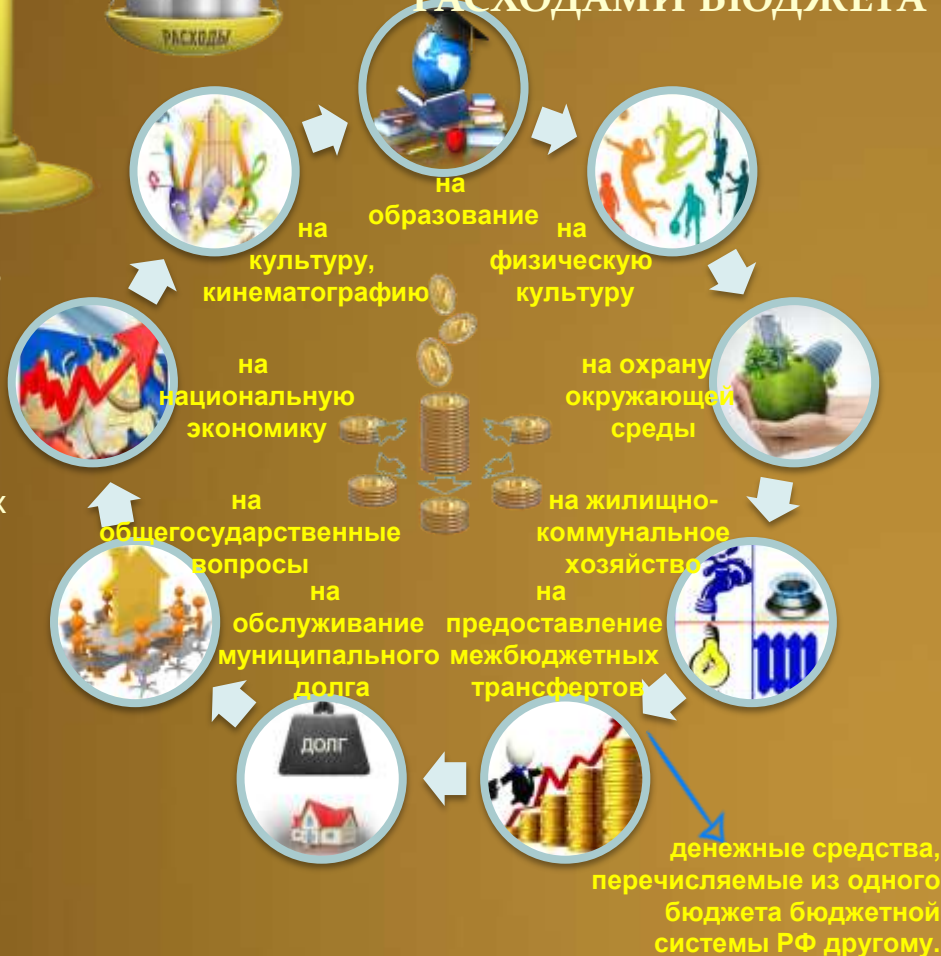 РАСХОДАМИ БЮДЖЕТА
РАСХОДЫ
на
образование
на
физическую
культуру
на охрану
окружающей
среды
на жилищно-
коммунальное
хозяйство
на
предоставление
межбюджетных
трансфертов
денежные средства,
перечисляемые из одного
бюджета бюджетной
системы РФ другому.
на
обслуживание
муниципального
долга
ДОЛГ
на
общегосударственные
вопросы
на
национальную
экономику
на
культуру,
кинематографию
х